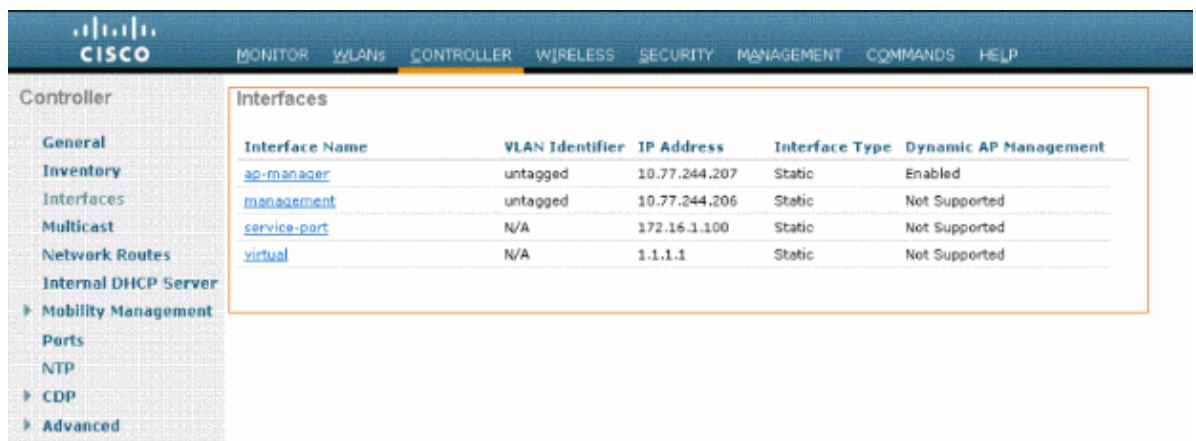 CISCO
MONITOR WLANs CONTROLLER WIRELESS SECURITY MANAGEMENT COMMANDS HELP
Controller
General
Inventory
Interfaces
Multicast
Network Routes
Internal DHCP Server
Mobility Management
Ports
NTP
CDP
Advanced
Interfaces
Interface Name VLAN Identifier IP Address Interface Type Dynamic AP Management
ap-manager untagged 10.77.244.207 Static Enabled
management untagged 10.77.244.206 Static Not Supported
service-port N/A 172.16.1.100 Static Not Supported
virtual N/A 1.1.1.1 Static Not Supported